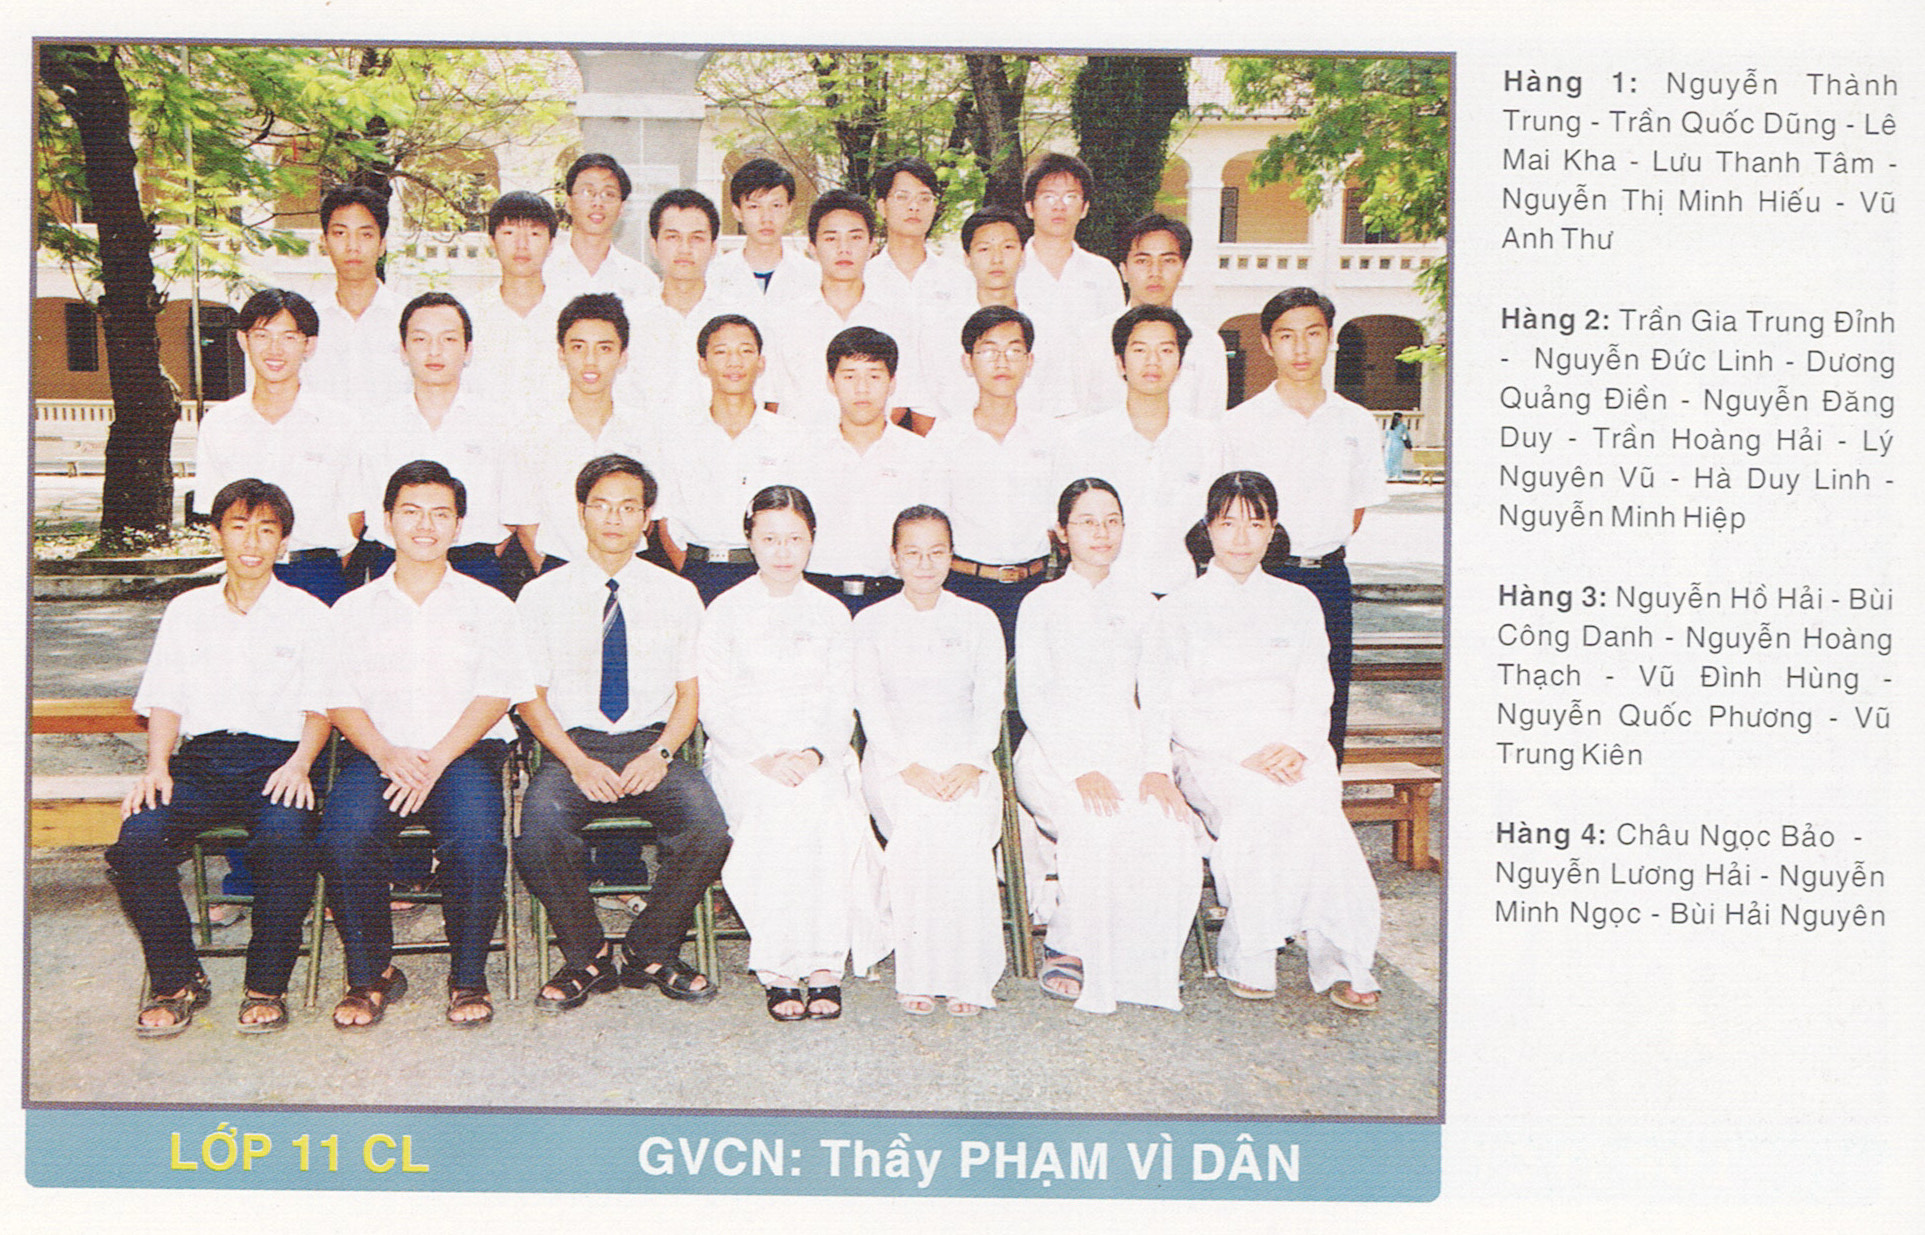 Hàng 1: Nguyễn Thành
Trung - Trần Quốc Dũng - Lê
Mai Kha - Lưu Thanh Tâm -
Nguyễn Thị Minh Hiếu - Vũ
Anh Thư
Hàng 2: Trần Gia Trung Đỉnh
- Nguyễn Đức Linh - Dương
Quảng Điền - Nguyễn Đăng
Duy - Trần Hoàng Hải - Lý
Nguyên Vũ - Hà Duy Linh -
Nguyễn Minh Hiệp
Hàng 3: Nguyễn Hồ Hải - Bùi
Công Danh - Nguyễn Hoàng
Thạch - Vũ Đình Hùng -
Nguyễn Quốc Phương - Vũ
Trung Kiên
Hàng 4: Châu Ngọc Bảo -
Nguyễn Lương Hải - Nguyễn
Minh Ngọc - Bùi Hải Nguyên
LỚP 11 CL
GVCN: Thầy PHẠM VÌ DÂN